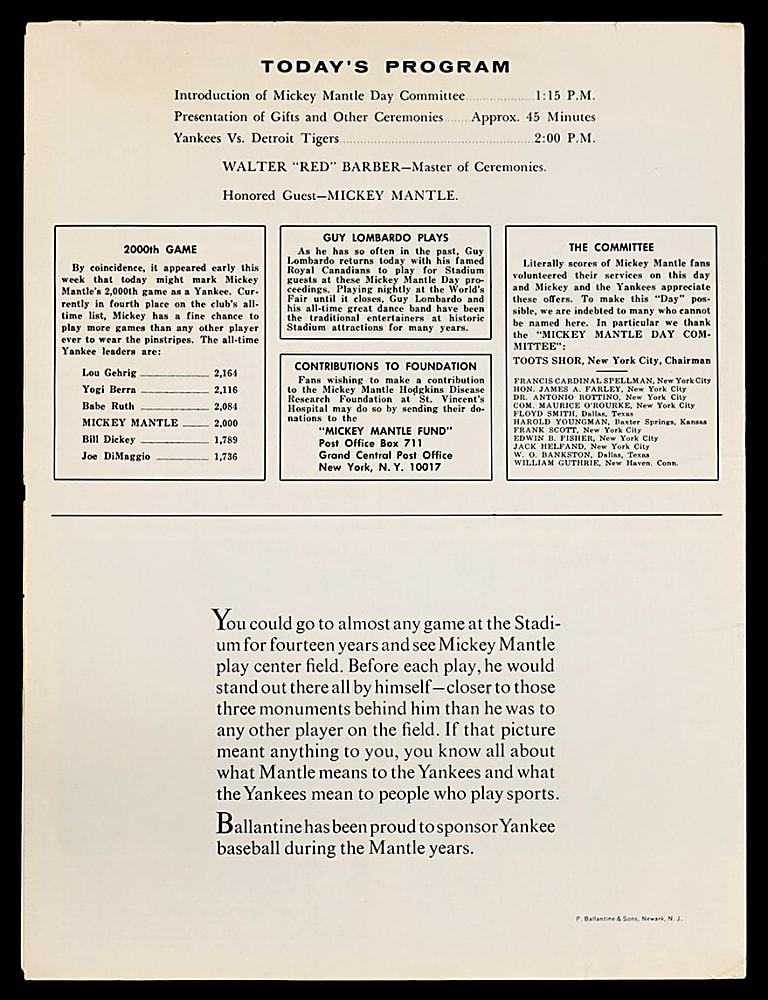 TODAY'S PROGRAM
Introduction of Mickey Mantle Day Committee....................1:15 P.M.
Presentation of Gifts and Other Ceremonies.......Approx. 45 Minutes
Yankees Vs. Detroit Tigers..........................................................2:00 P.M.
WALTER "RED" BARBER—Master of Ceremonies.
Honored Guest—MICKEY MANTLE.
2000th GAME
By coincidence, it appeared early this
week that today might mark Mickey
Mantle's 2,000th game as a Yankee. Cur-
rently in fourth place on the club's all-
time list, Mickey has a fine chance to
play more games than any other player
ever to wear the pinstripes. The all-time
Yankee leaders are:
Lou Gehrig ____________ 2,164
Yogi Berra ____________ 2,116
Babe Ruth ____________ 2,084
MICKEY MANTLE _____ 2,000
Bill Dickey ____________ 1,789
Joe DiMaggio __________ 1,736
GUY LOMBARDO PLAYS
As he has so often in the past, Guy
Lombardo returns today with his famed
Royal Canadians to play for Stadium
guests at these Mickey Mantle Day pro-
ceedings. Playing nightly at the World's
Fair until it closes, Guy Lombardo and
his all-time great dance band have been
the traditional entertainers at historic
Stadium attractions for many years.
CONTRIBUTIONS TO FOUNDATION
Fans wishing to make a contribution
to the Mickey Mantle Hodgkins Disease
Research Foundation at St. Vincent's
Hospital may do so by sending their do-
nations to the
"MICKEY MANTLE FUND"
Post Office Box 711
Grand Central Post Office
New York, N. Y. 10017
THE COMMITTEE
Literally scores of Mickey Mantle fans
volunteered their services on this day
and Mickey and the Yankees appreciate
these offers. To make this "Day" pos-
sible, we are indebted to many who cannot
be named here. In particular we thank
the "MICKEY MANTLE DAY COM-
MITTEE":
TOOTS SHOR, New York City, Chairman
FRANCIS CARDINAL SPELLMAN, New York City
HON. JAMES A. FARLEY, New York City
DR. ANTONIO ROTTINO, New York City
COM. MAURICE O'ROURKE, New York City
FLOYD SMITH, Dallas, Texas
HAROLD YOUNGMAN, Baxter Springs, Kansas
FRANK SCOTT, New York City
EDWIN B. FISHER, New York City
JACK HELFAND, New York City
W. O. BANKSTON, Dallas, Texas
WILLIAM GUTHRIE, New Haven, Conn.
You could go to almost any game at the Stadi-
um for fourteen years and see Mickey Mantle
play center field. Before each play, he would
stand out there all by himself—closer to those
three monuments behind him than he was to
any other player on the field. If that picture
meant anything to you, you know all about
what Mantle means to the Yankees and what
the Yankees mean to people who play sports.
Ballantine has been proud to sponsor Yankee
baseball during the Mantle years.
P. Ballantine & Sons, Newark, N. J.